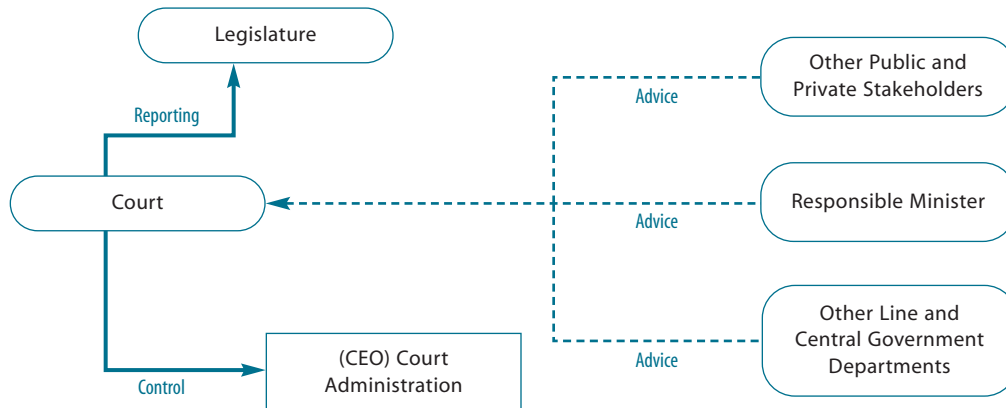 Legislature
Other Public and
Private Stakeholders
Advice
Reporting
Court
Responsible Minister
Advice
Other Line and
Central Government
Departments
Advice
(CEO) Court
Administration
Control